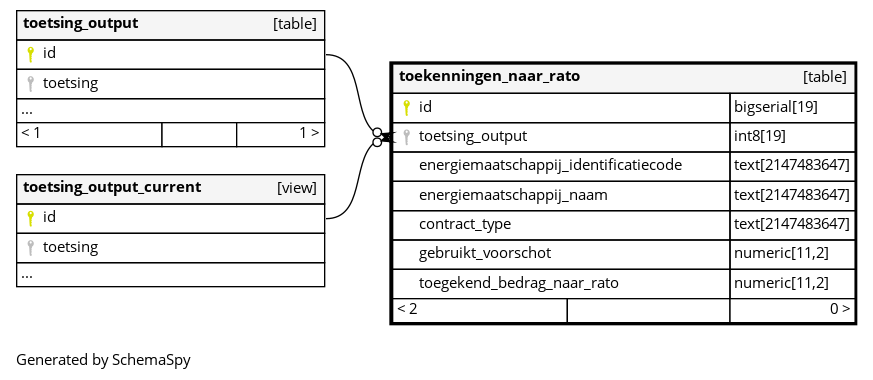 toetsing_output [table]
id
toetsing
...
< 1 1 >
toetsing_output_current [view]
id
toetsing
...
toekenningen_naar_rato [table]
id bigserial[19]
toetsing_output int8[19]
energiemaatschappij_identificatiecode text[2147483647]
energiemaatschappij_naam text[2147483647]
contract_type text[2147483647]
gebruikt_voorschot numeric[11,2]
toegekend_bedrag_naar_rato numeric[11,2]
< 2 0 >
Generated by SchemaSpy